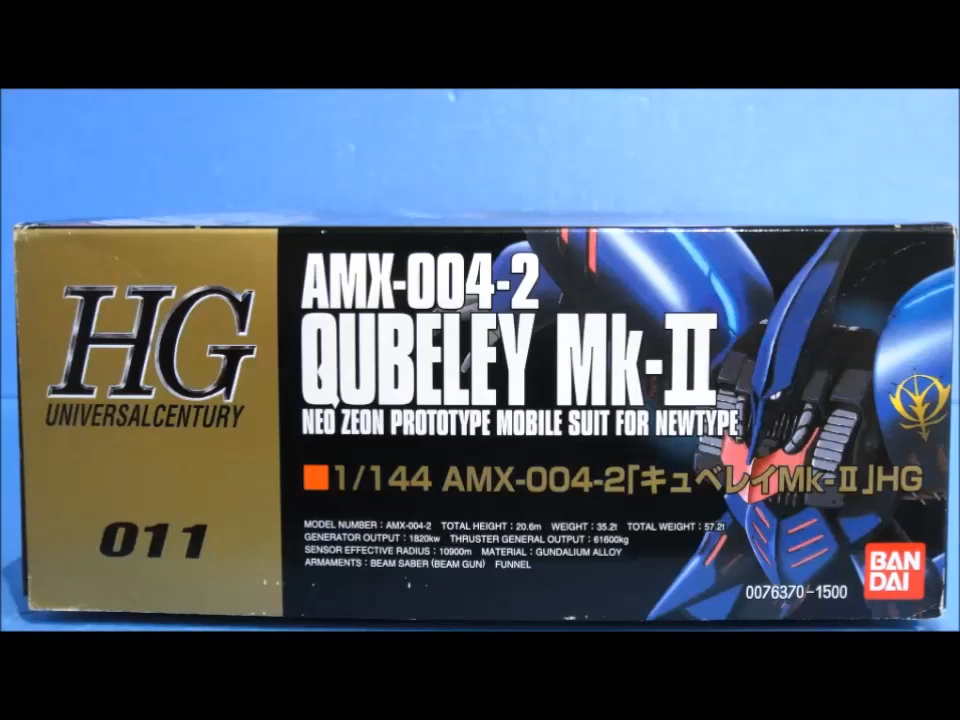 HG
UNIVERSALCENTURY
011
AMX-004-2
QUBELEY Mk-II
NEO ZEON PROTOTYPE MOBILE SUIT FOR NEWTYPE
1/144 AMX-004-2「キュベレイMk-II」HG
MODEL NUMBER : AMX-004-2 TOTAL HEIGHT : 20.6m WEIGHT : 35.2t TOTAL WEIGHT : 57.2t
GENERATOR OUTPUT : 1820kw THRUSTER GENERAL OUTPUT : 61600kg
SENSOR EFFECTIVE RADIUS : 10900m MATERIAL : GUNDALIUM ALLOY
ARMAMENTS : BEAM SABER (BEAM GUN) FUNNEL
0076370-1500
BAN
DAI